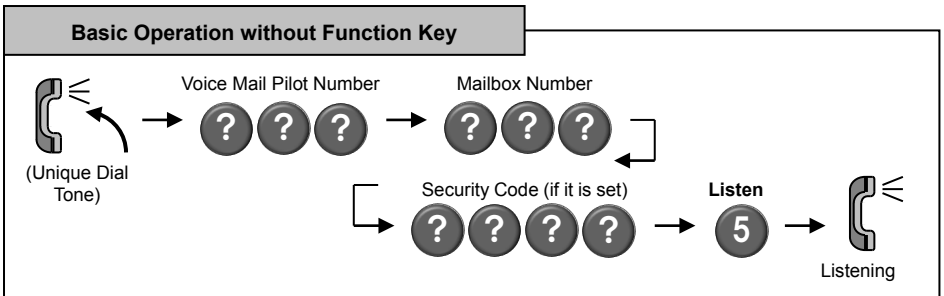 Basic Operation without Function Key
Voice Mail Pilot Number
Mailbox Number
? ? ?
? ? ?
(Unique Dial
Tone)
Security Code (if it is set)
Listen
? ? ? ?
5
Listening